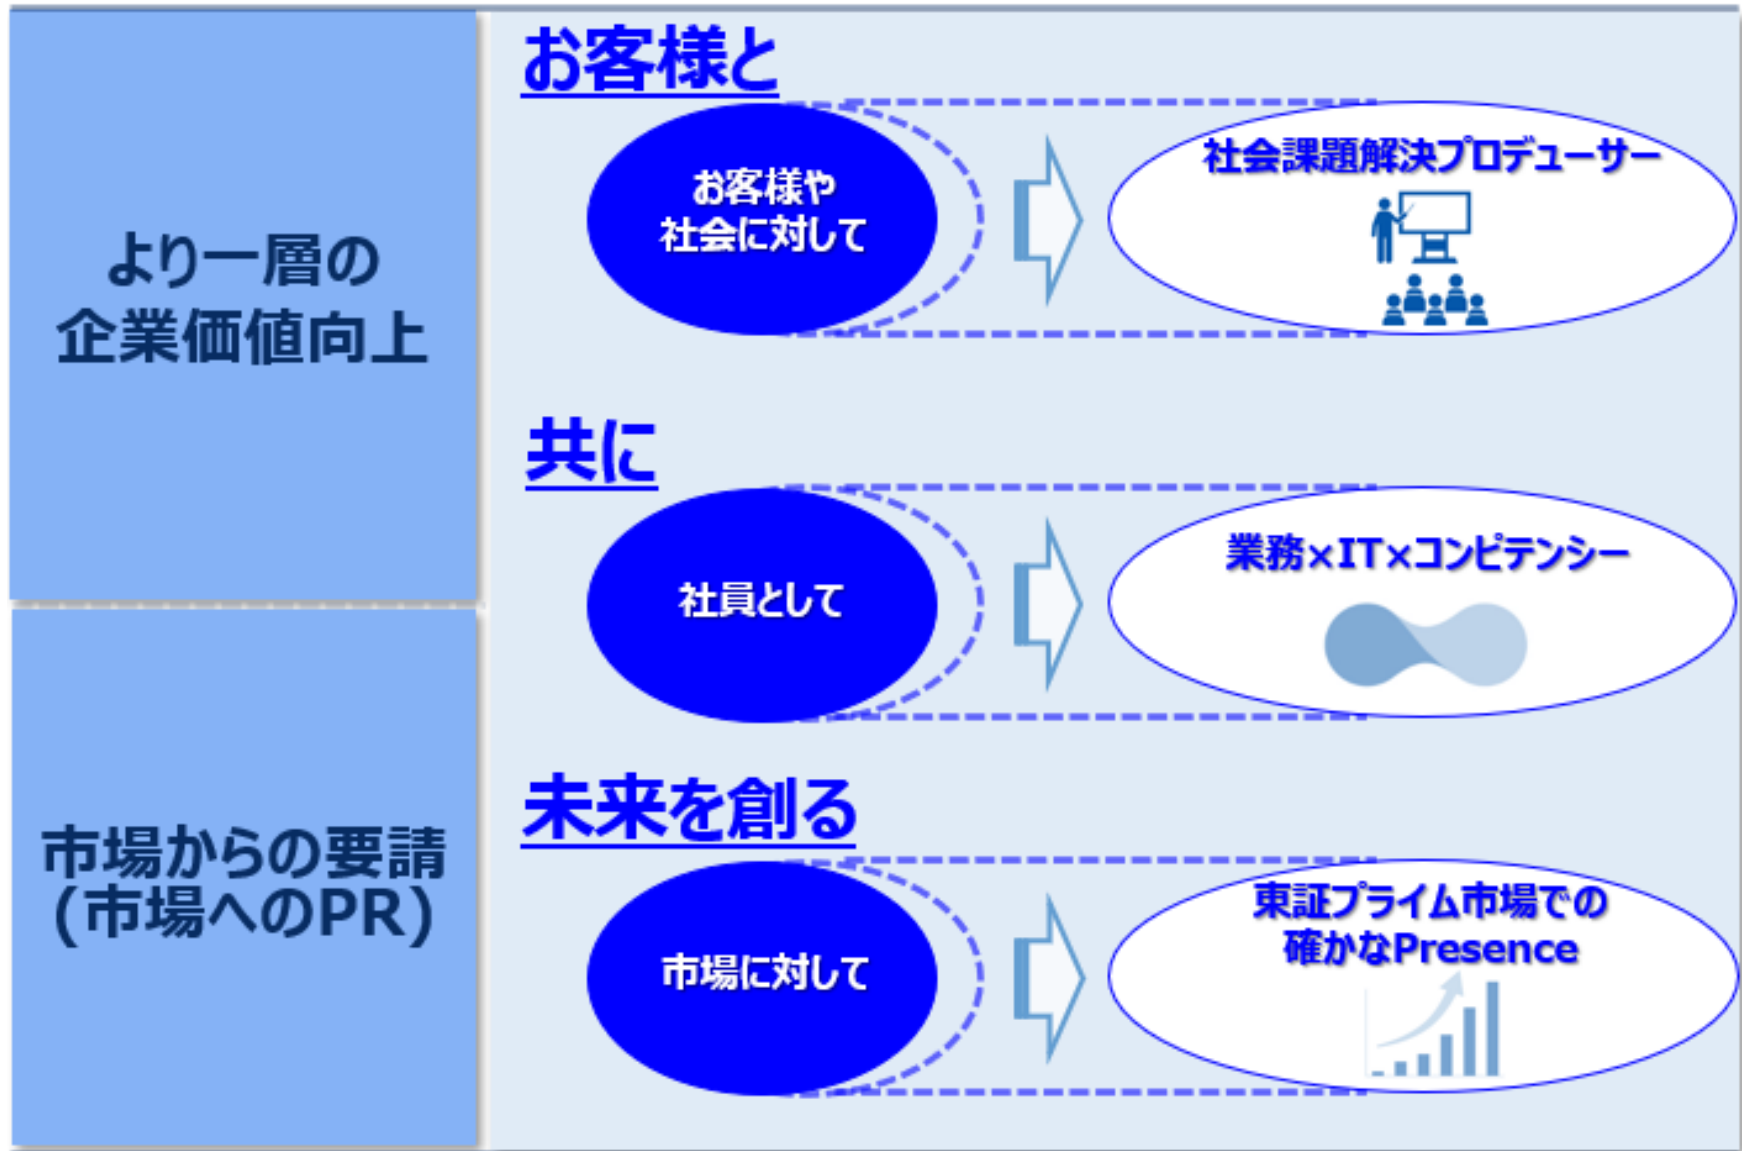 より一層の
企業価値向上
市場からの要請
(市場へのPR)
お客様と
お客様や
社会に対して
社会課題解決プロデューサー
共に
社員として
業務×IT×コンピテンシー
未来を創る
市場に対して
東証プライム市場での
確かなPresence